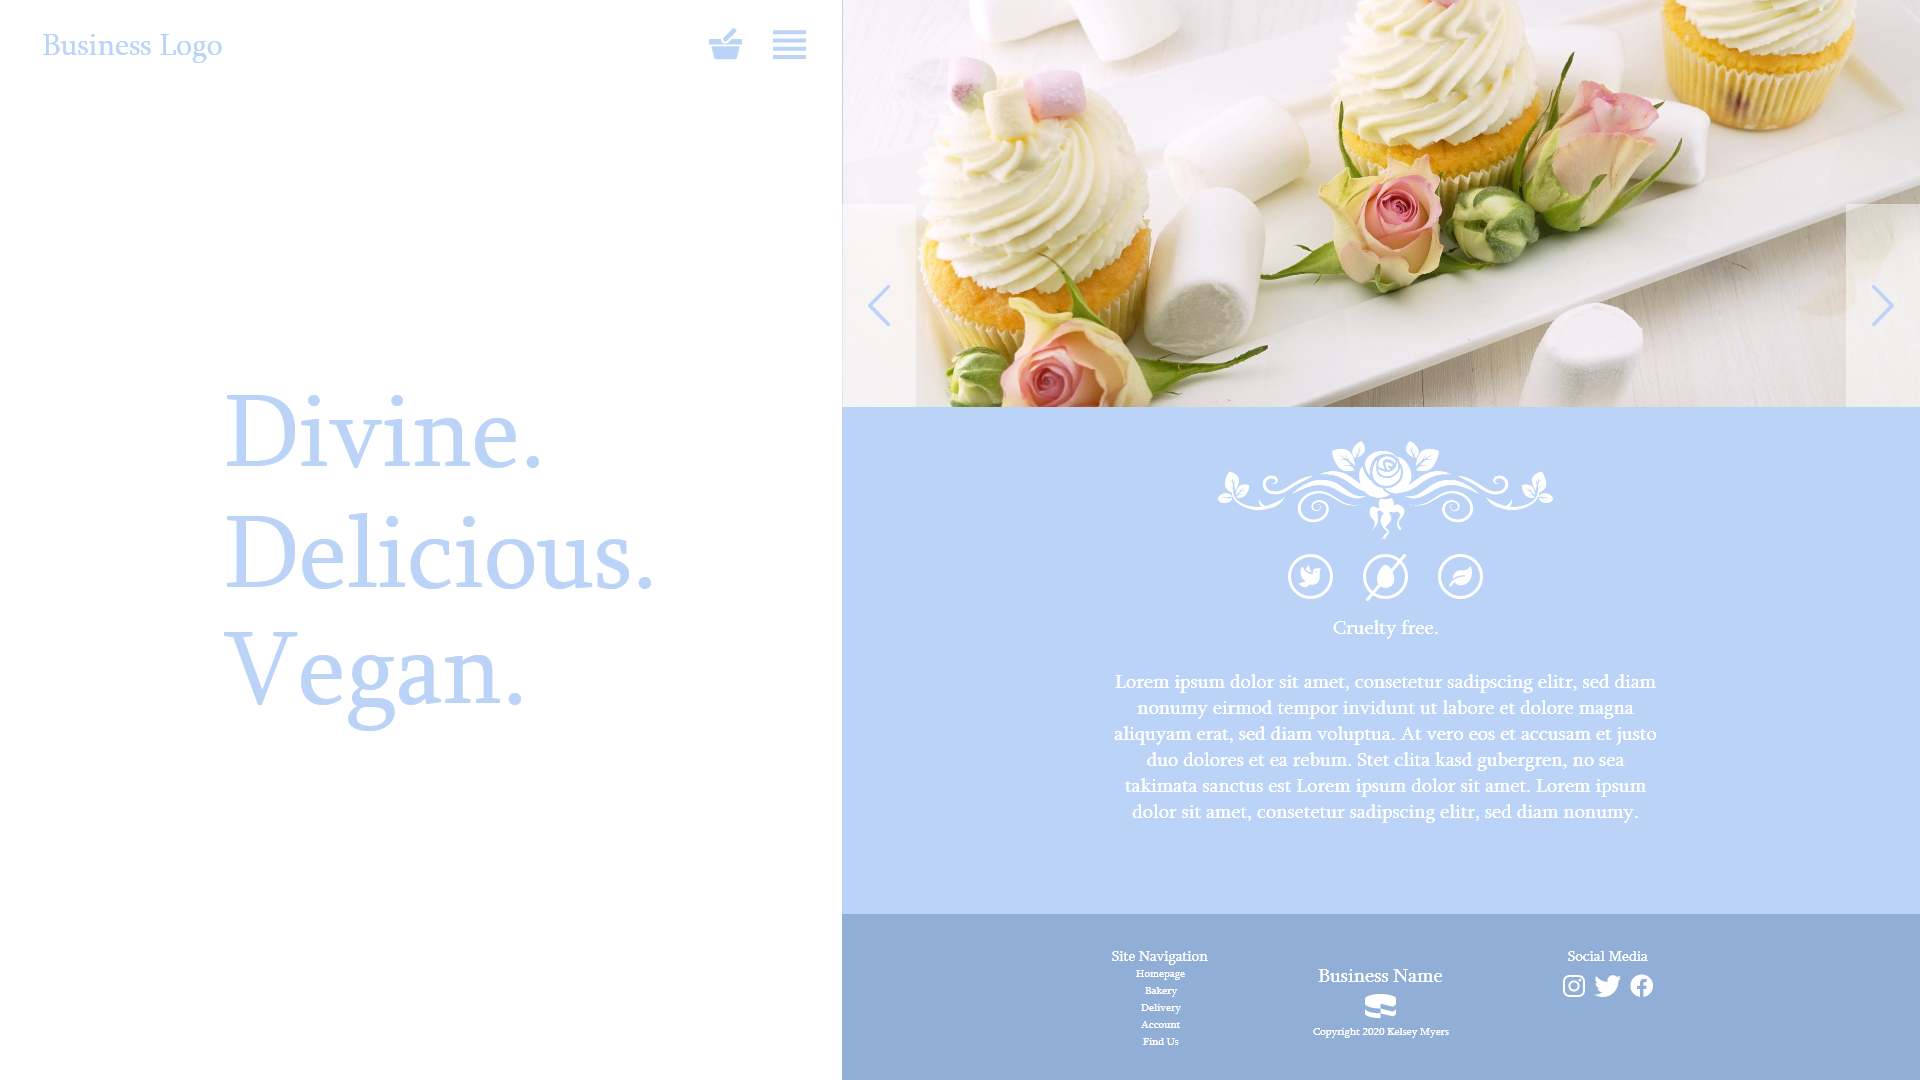 Business Logo
Divine.
Delicious.
Vegan.
Cruelty free.
Lorem ipsum dolor sit amet, consetetur sadipscing elitr, sed diam
nonumy eirmod tempor invidunt ut labore et dolore magna
aliquyam erat, sed diam voluptua. At vero eos et accusam et justo
duo dolores et ea rebum. Stet clita kasd gubergren, no sea
takimata sanctus est Lorem ipsum dolor sit amet. Lorem ipsum
dolor sit amet, consetetur sadipscing elitr, sed diam nonumy.
Site Navigation
Homepage
Bakery
Delivery
Account
Find Us
Business Name
Copyright 2020 Kelsey Myers
Social Media